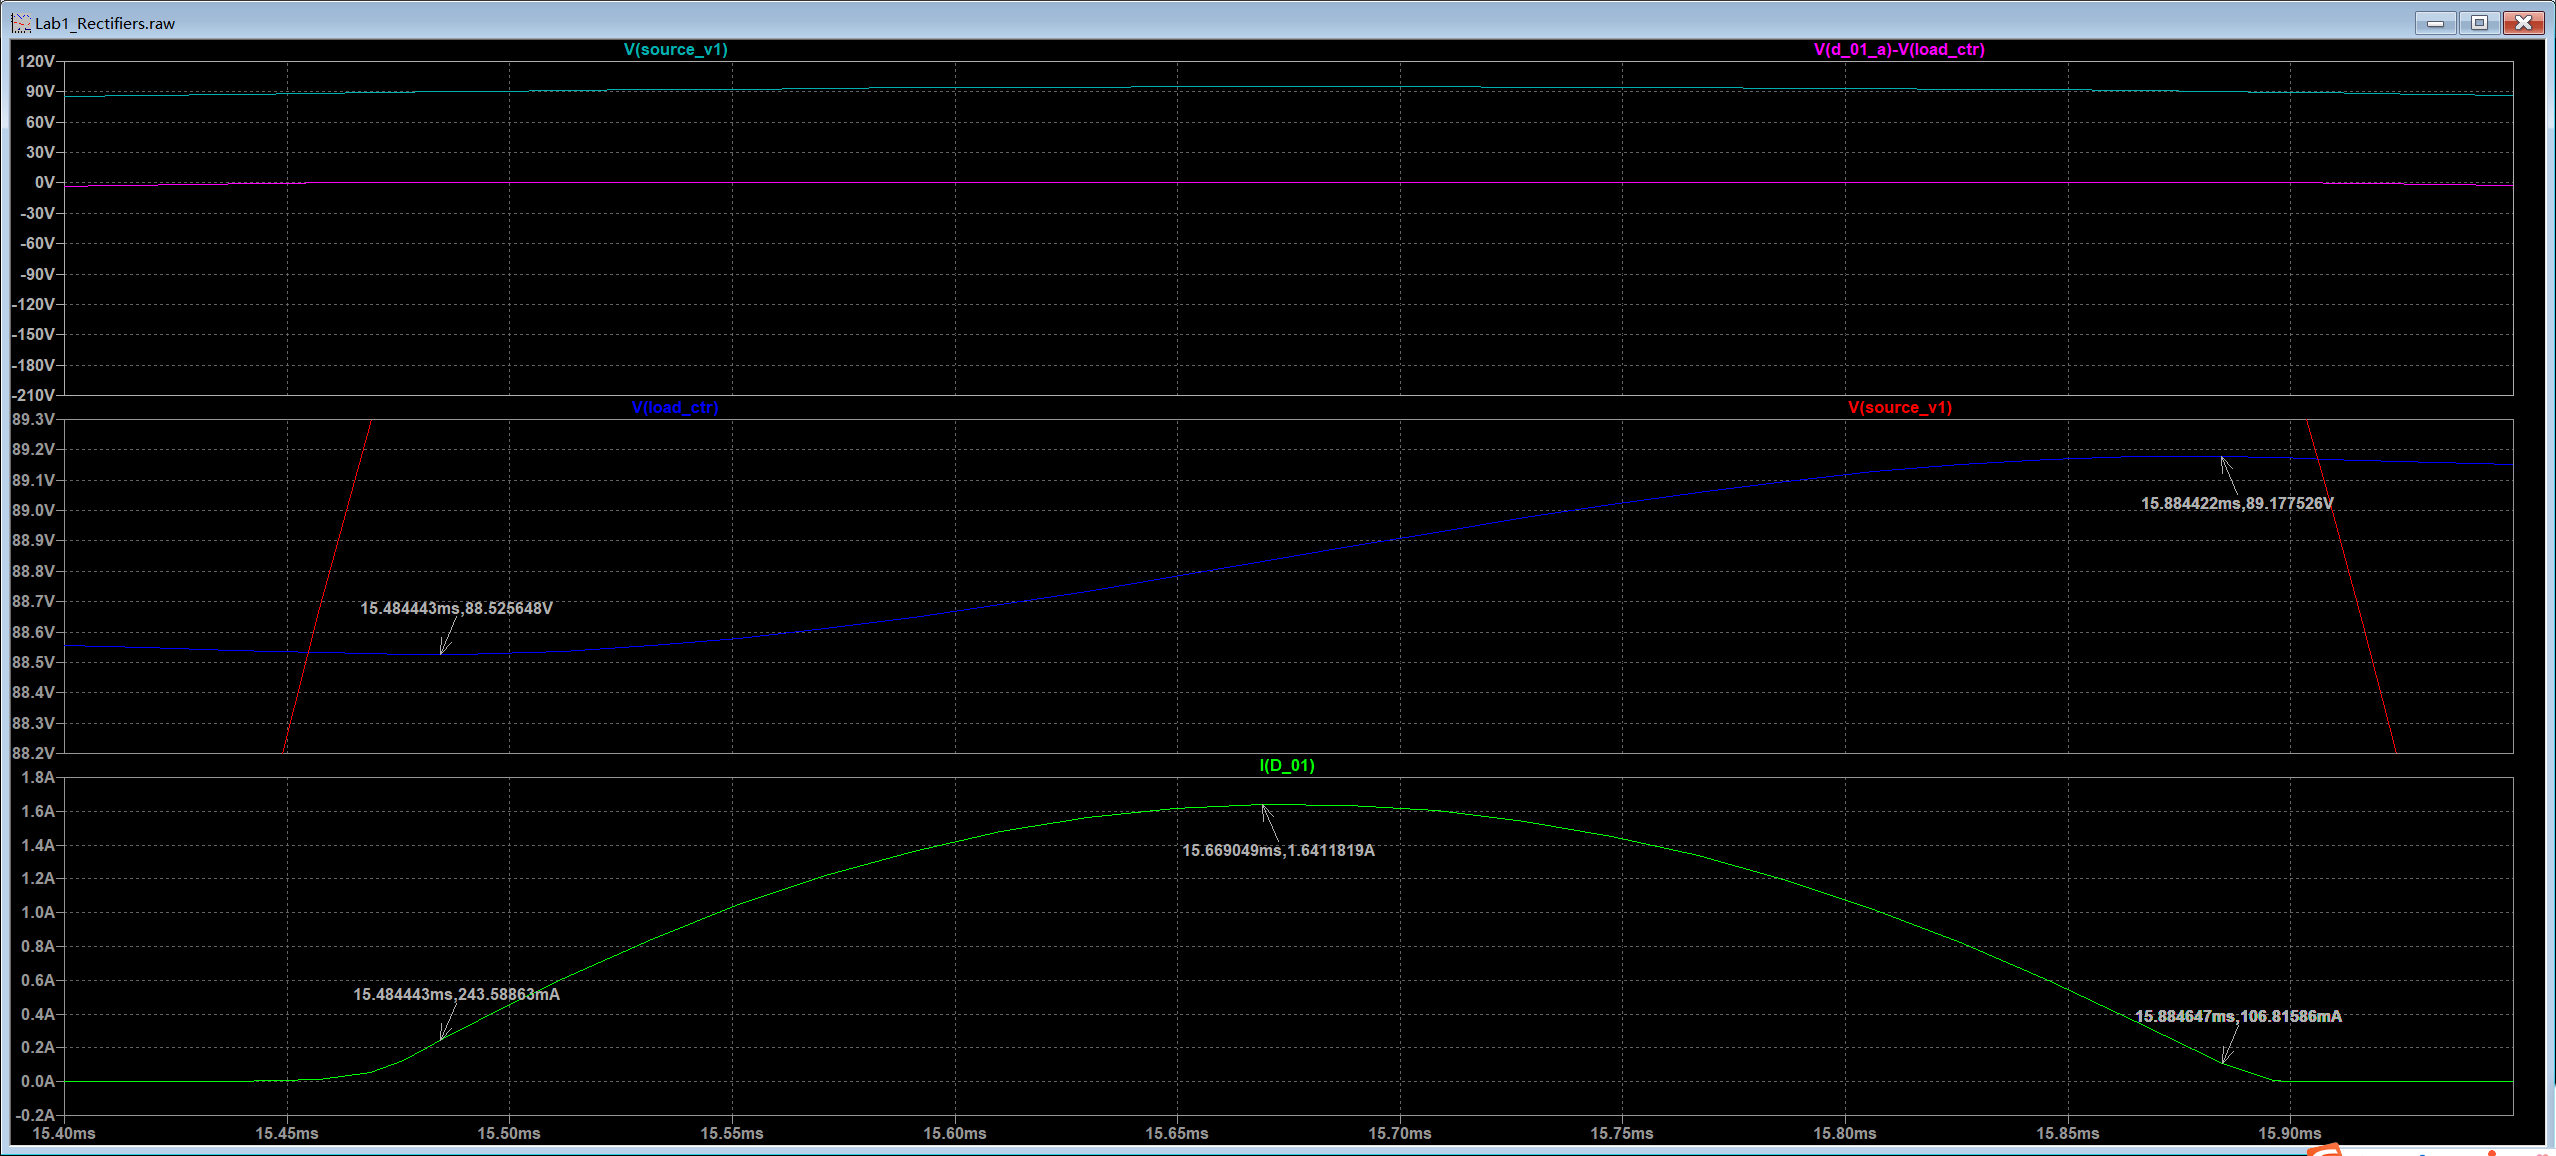 Lab1_Rectifiers.raw
V(source_v1) V(d_01_a)-V(load_ctr)
120V
90V
60V
30V
0V
-30V
-60V
-90V
-120V
-150V
-180V
-210V
V(load_ctr) V(source_v1)
89.3V
89.2V
89.1V
89.0V
88.9V
88.8V
88.7V
88.6V
88.5V
88.4V
88.3V
88.2V
15.884422ms,89.177526V
15.484443ms,88.525648V
I(D_01)
1.8A
1.6A
1.4A
1.2A
1.0A
0.8A
0.6A
0.4A
0.2A
0.0A
-0.2A
15.669049ms,1.6411819A
15.484443ms,243.58863mA
15.884647ms,106.81586mA
15.40ms 15.45ms 15.50ms 15.55ms 15.60ms 15.65ms 15.70ms 15.75ms 15.80ms 15.85ms 15.90ms